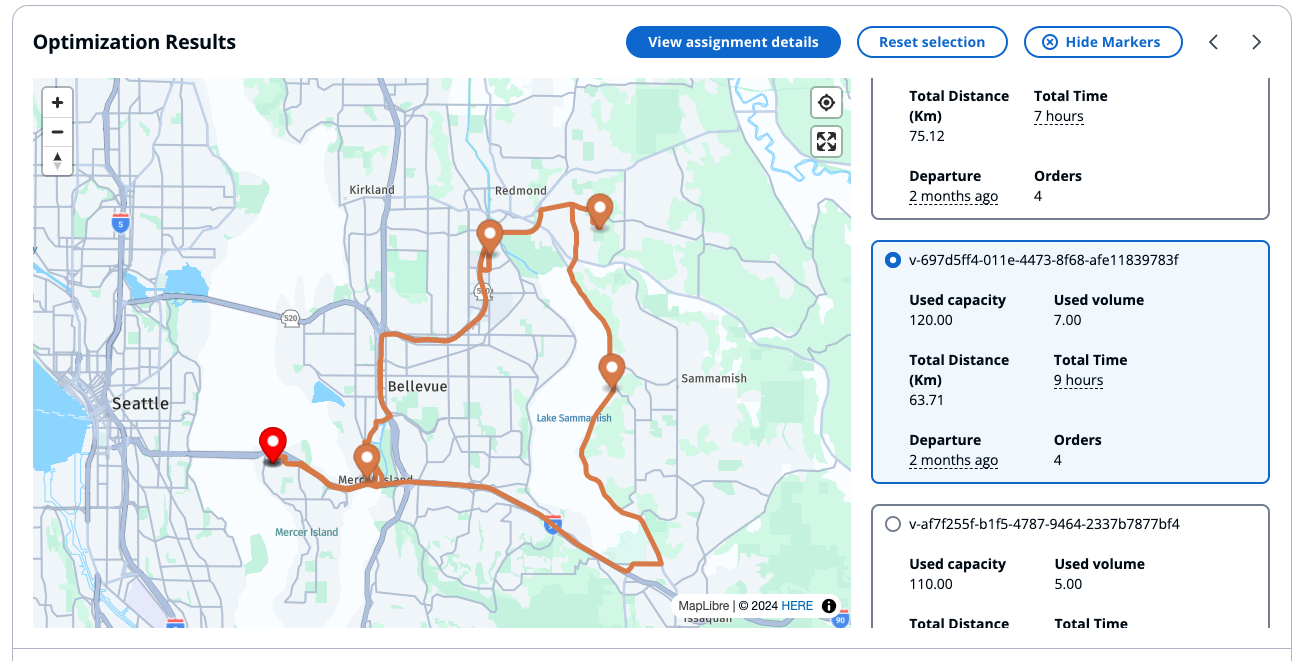 Optimization Results
View assignment details
Reset selection
Hide Markers
Kirkland
Redmond
5
520
520
Bellevue
Sammamish
Seattle
Lake Sammamish
Mercer Island
Mercer Island
MapLibre | © 2024 HERE
Issaquah
90
Total Distance
(Km)
75.12
Total Time
7 hours
Departure
2 months ago
Orders
4
v-697d5ff4-011e-4473-8f68-afe11839783f
Used capacity
120.00
Used volume
7.00
Total Distance
(Km)
63.71
Total Time
9 hours
Departure
2 months ago
Orders
4
v-af7f255f-b1f5-4787-9464-2337b7877bf4
Used capacity
110.00
Used volume
5.00
Total Distance
Total Time